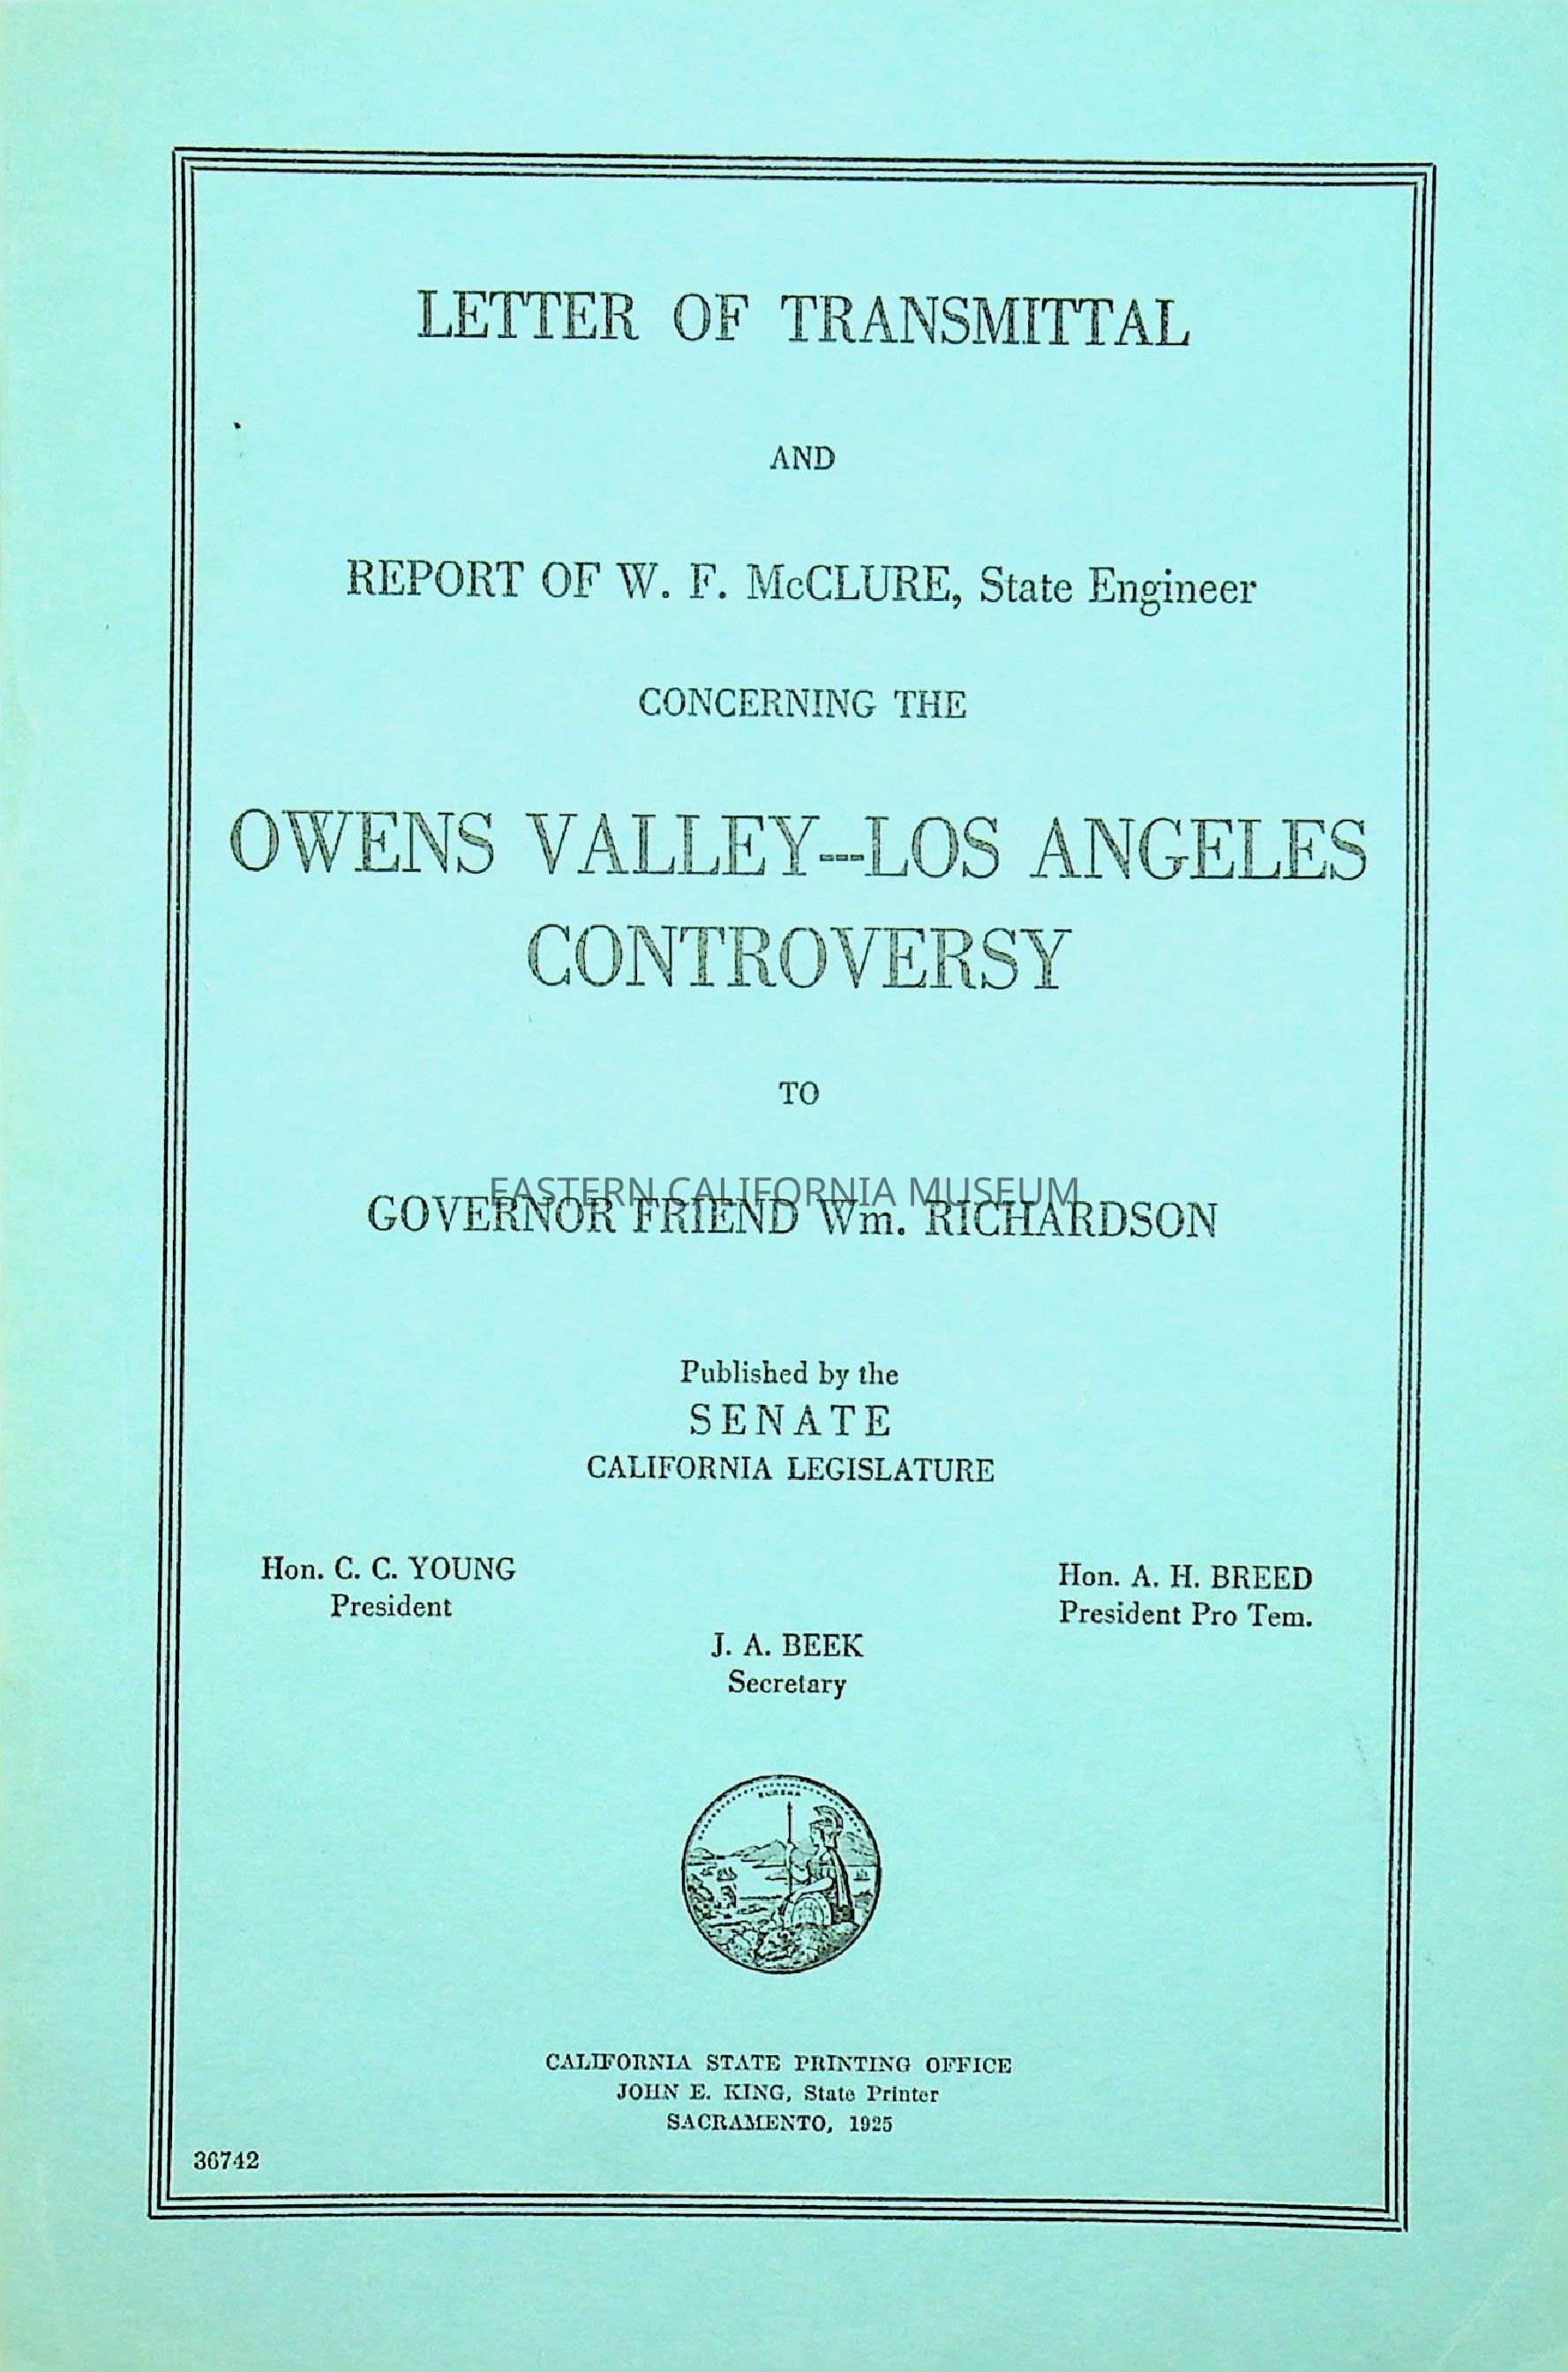 LETTER OF TRANSMITTAL
AND
REPORT OF W. F. McCLURE, State Engineer
CONCERNING THE
OWENS VALLEY--LOS ANGELES
CONTROVERSY
TO
EASTERN CALIFORNIA MUSEUM
GOVERNOR FRIEND Wm. RICHARDSON
Published by the
SENATE
CALIFORNIA LEGISLATURE
Hon. C. C. YOUNG
President
Hon. A. H. BREED
President Pro Tem.
J. A. BEEK
Secretary
EUREKA
CALIFORNIA STATE PRINTING OFFICE
JOHN E. KING, State Printer
SACRAMENTO, 1925
36742